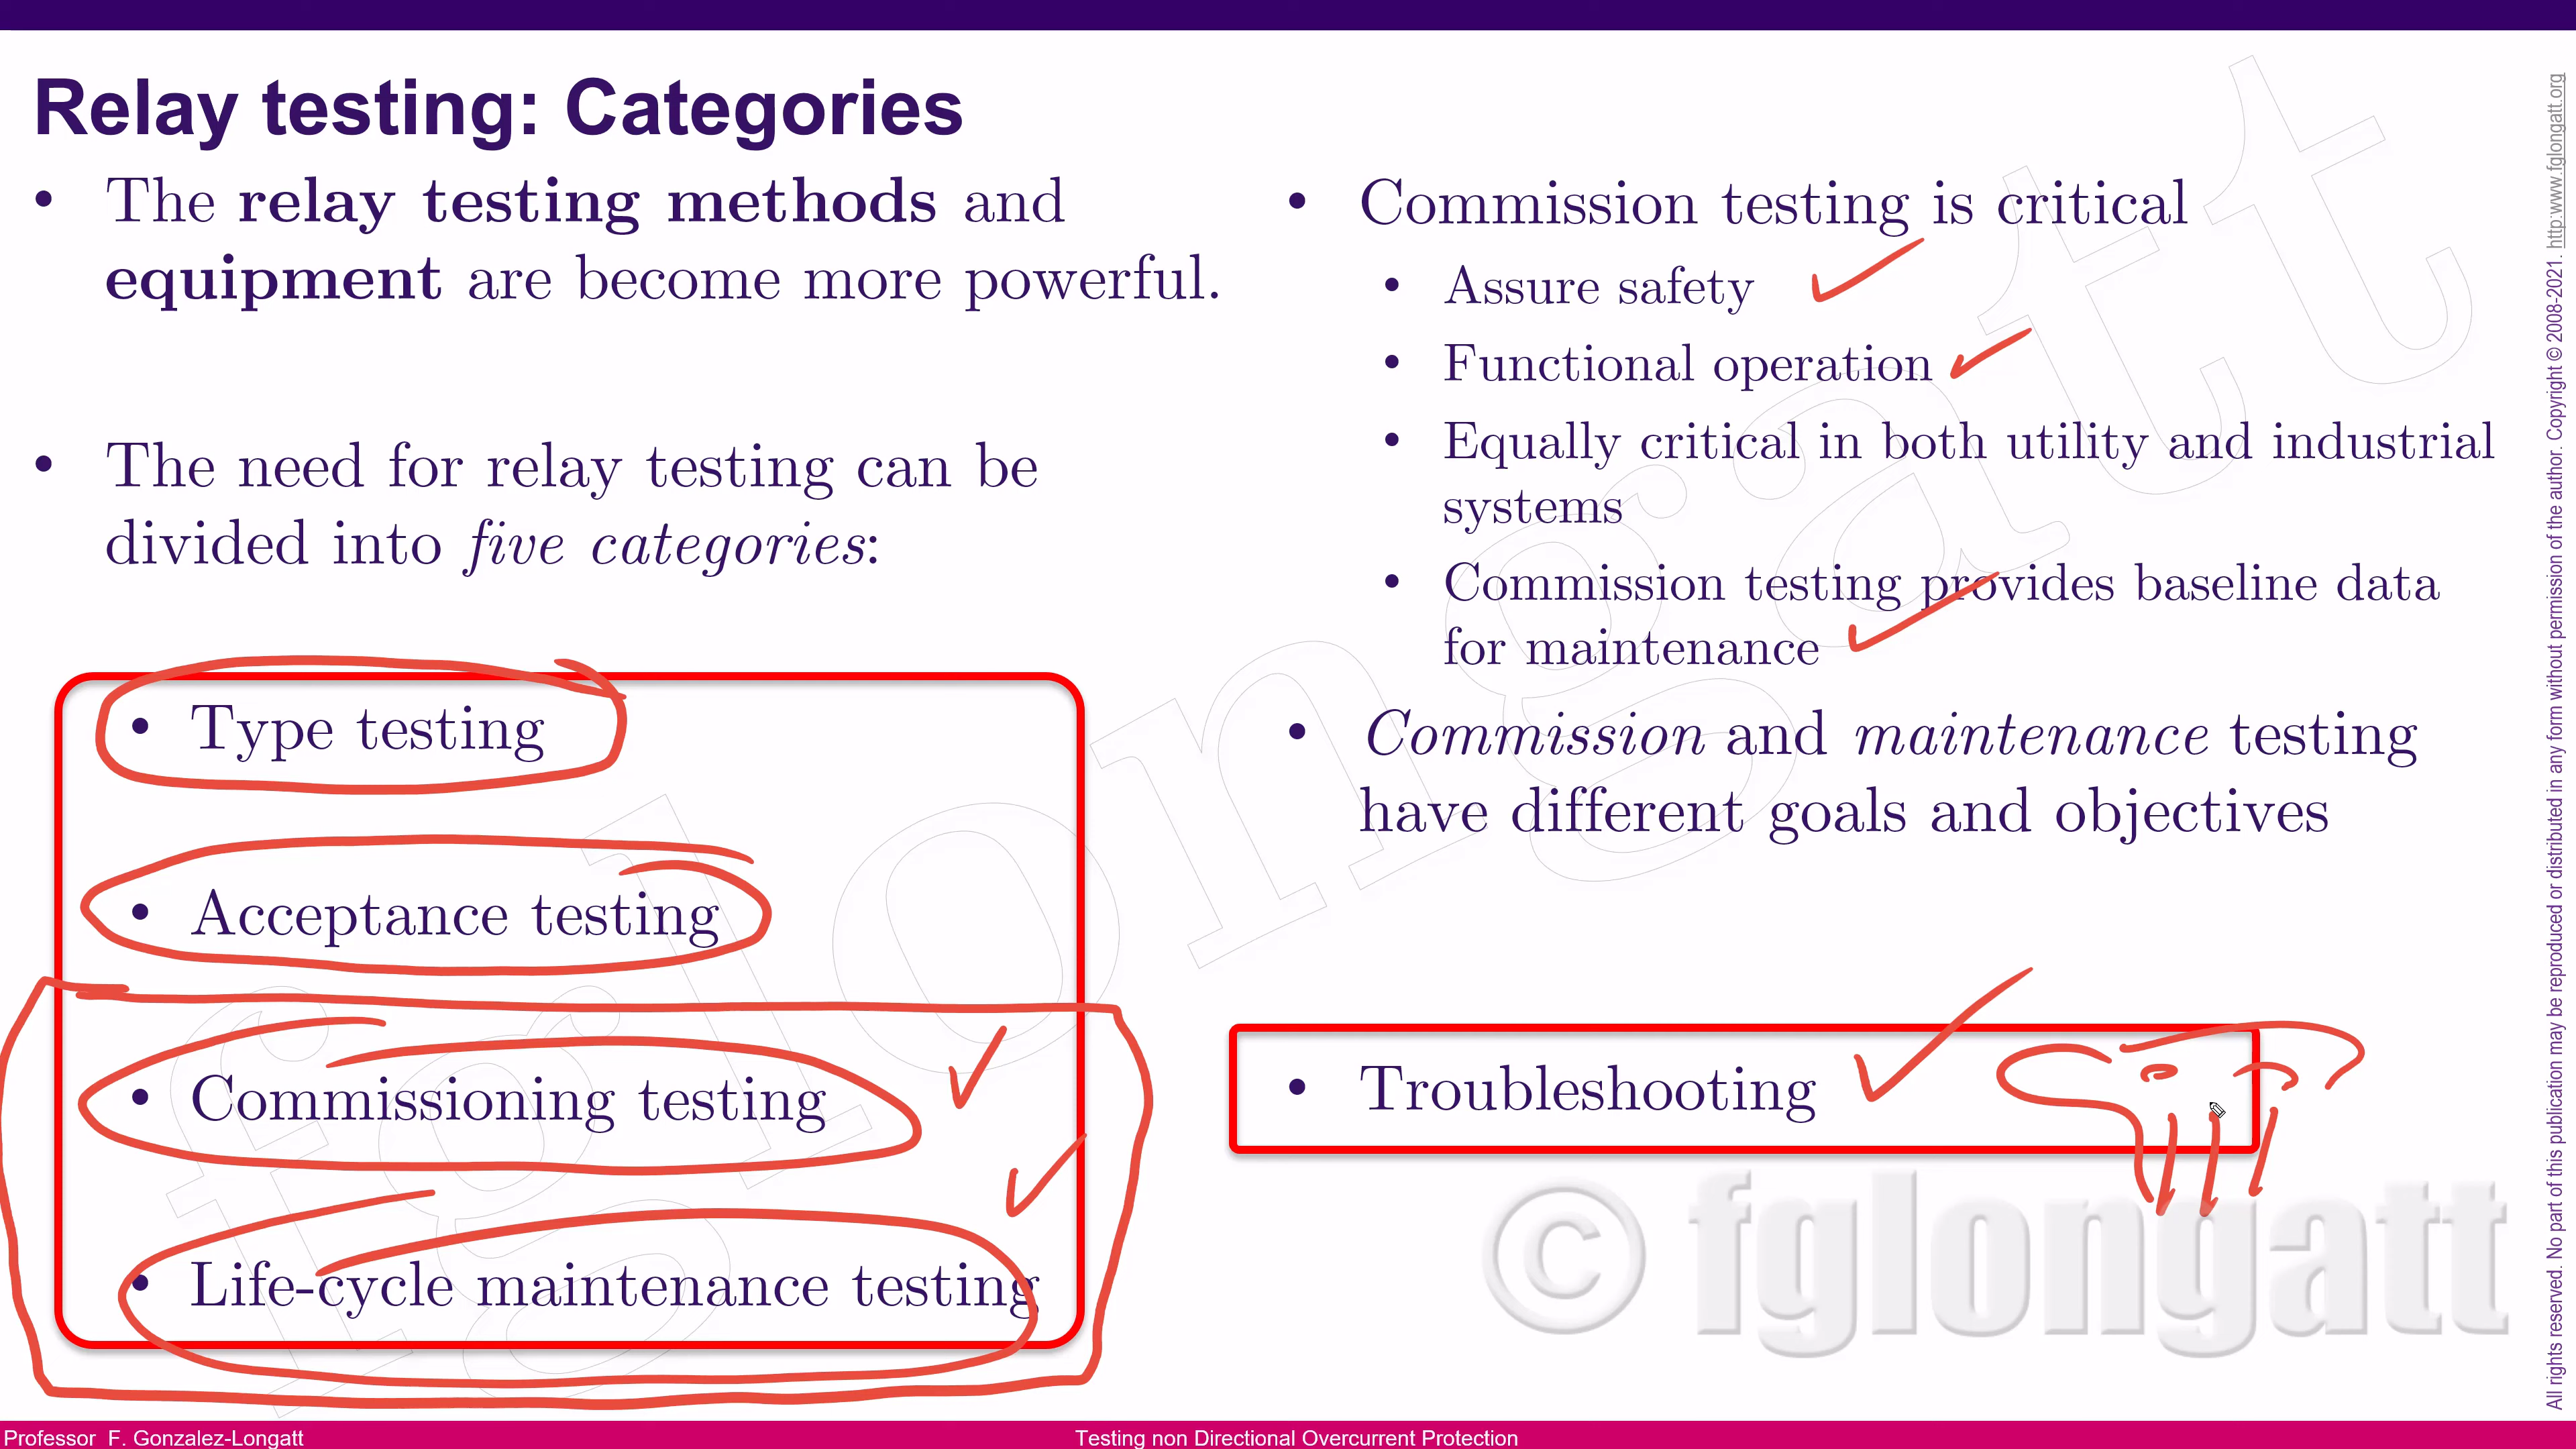 Relay testing: Categories
• The relay testing methods and
equipment are become more powerful.
• The need for relay testing can be
divided into five categories:
• Type testing
• Acceptance testing
• Commissioning testing
• Life-cycle maintenance testing
• Commission testing is critical
• Assure safety
• Functional operation
• Equally critical in both utility and industrial
systems
• Commission testing provides baseline data
for maintenance
• Commission and maintenance testing
have different goals and objectives
• Troubleshooting
© fglongatt
fglongatt
All rights reserved. No part of this publication may be reproduced or distributed in any form without permission of the author. Copyright © 2008-2021. http:www.fglongatt.org
Professor F. Gonzalez-Longatt
Testing non Directional Overcurrent Protection